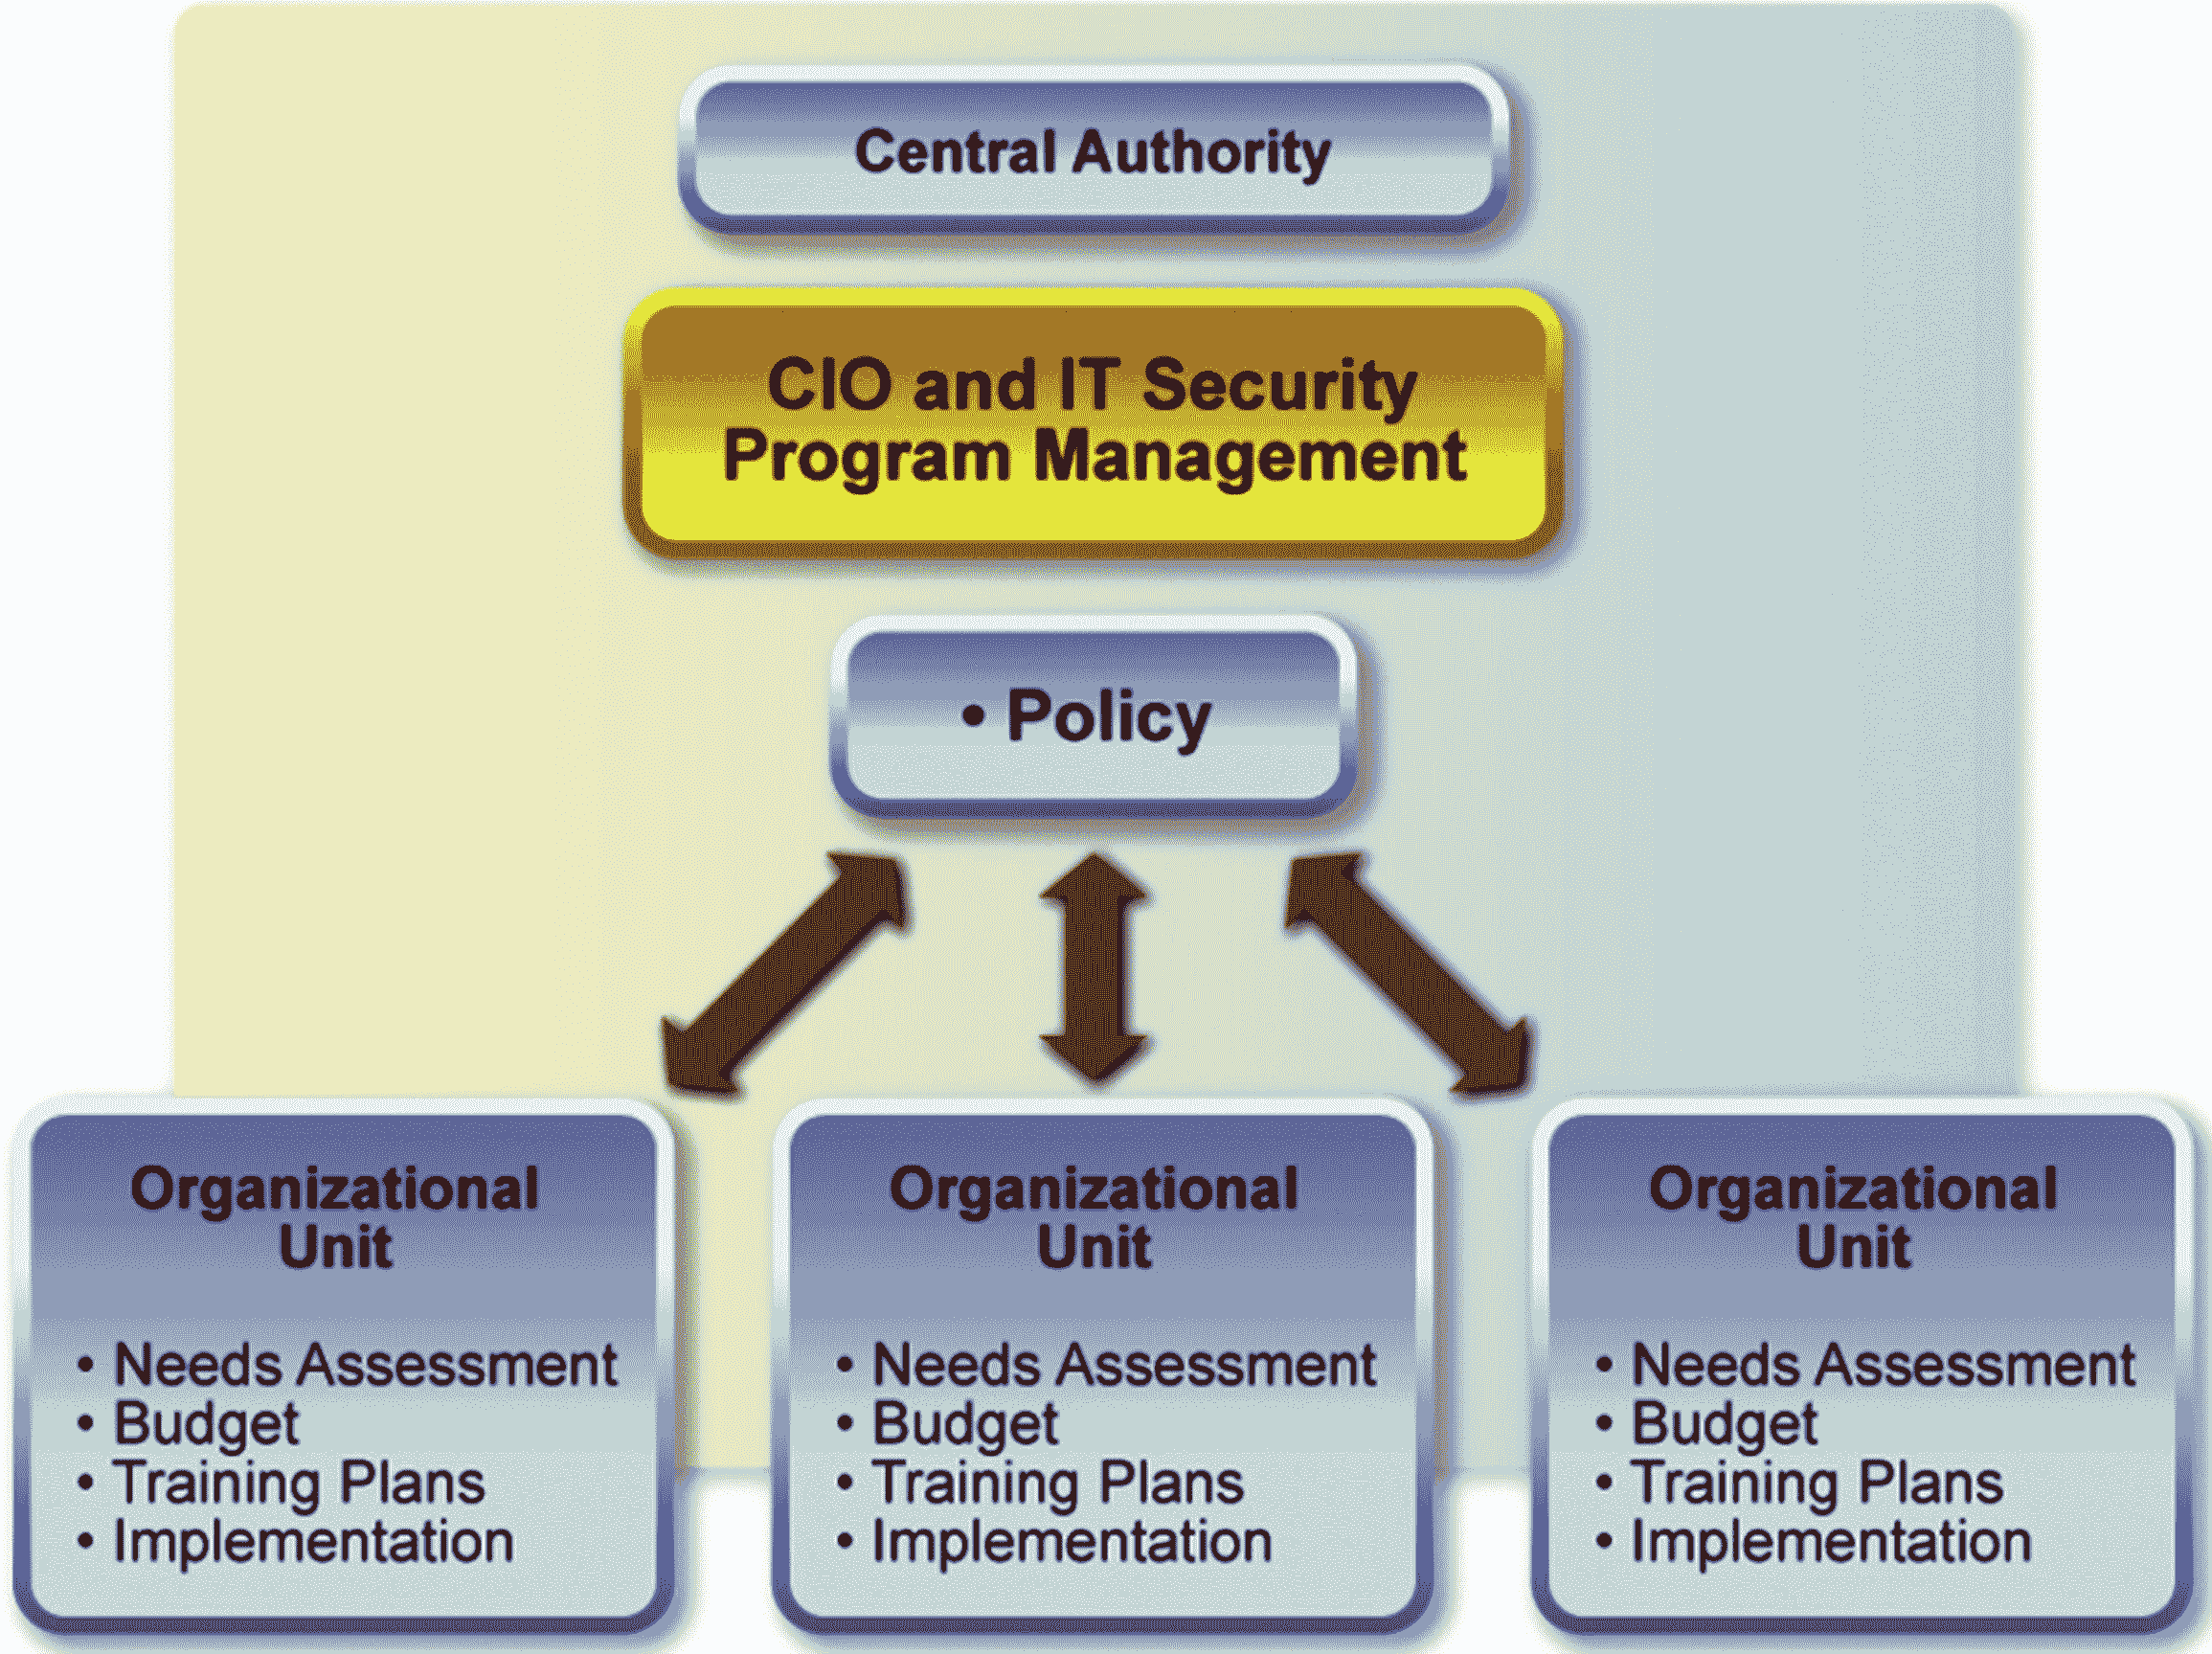 Central Authority
CIO and IT Security
Program Management
• Policy
Organizational
Unit
• Needs Assessment
• Budget
• Training Plans
• Implementation
Organizational
Unit
• Needs Assessment
• Budget
• Training Plans
• Implementation
Organizational
Unit
• Needs Assessment
• Budget
• Training Plans
• Implementation